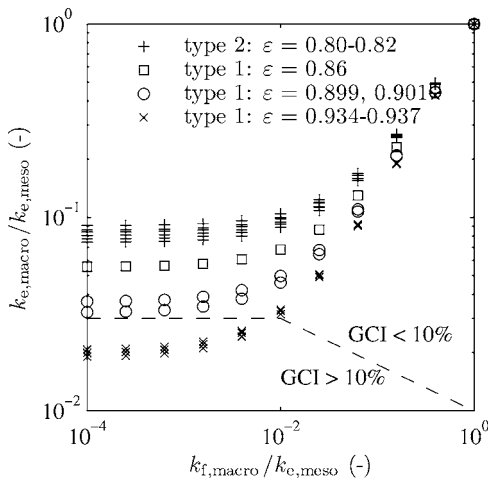 10^0
10^-1
10^-2
k_e,macro/k_e,meso (-)
+ type 2: ε = 0.80-0.82
□ type 1: ε = 0.86
○ type 1: ε = 0.899, 0.901
× type 1: ε = 0.934-0.937
GCI < 10%
GCI > 10%
10^-4
10^-2
10^0
k_f,macro/k_e,meso (-)